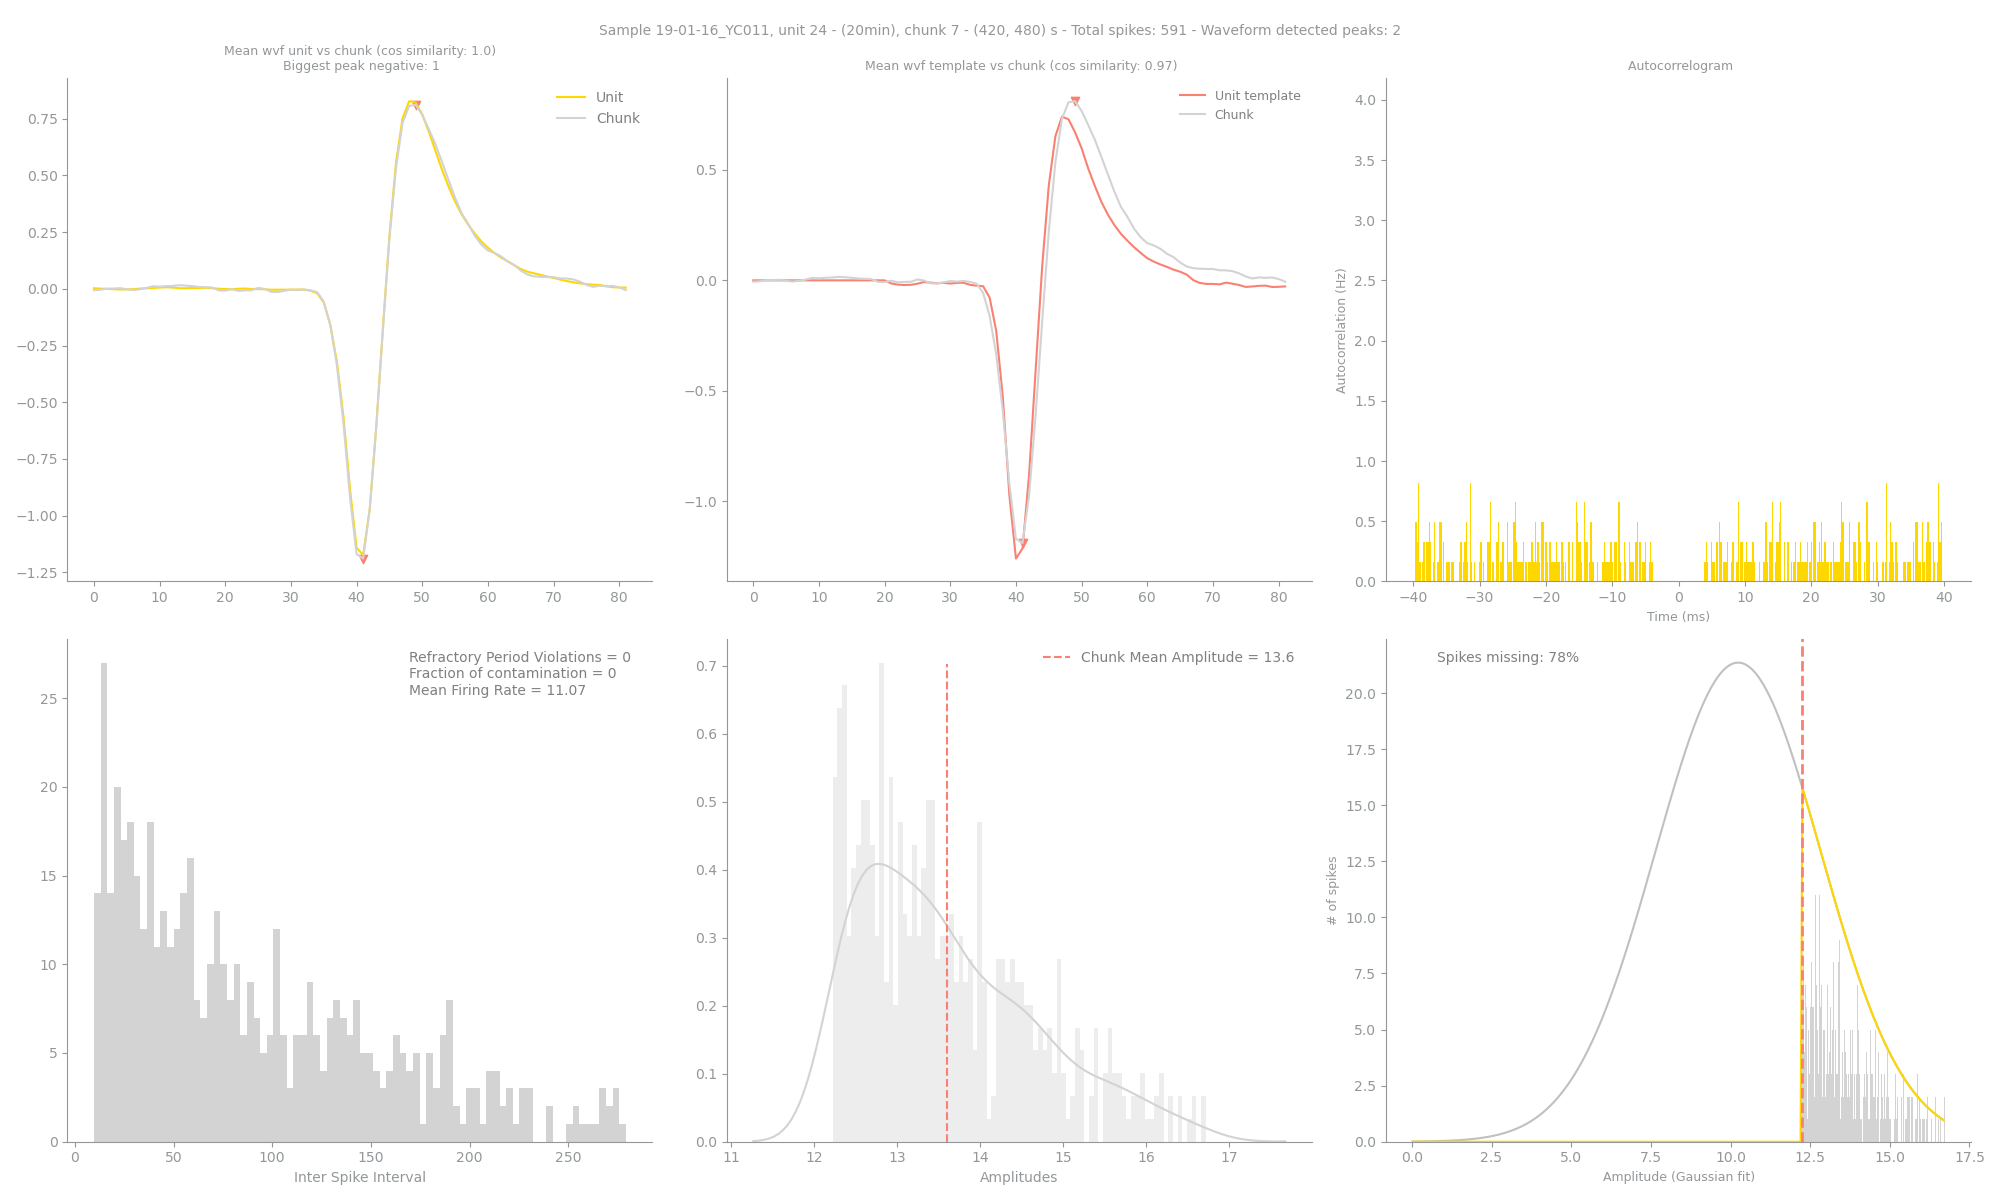 Sample 19-01-16_YC011, unit 24 - (20min), chunk 7 - (420, 480) s - Total spikes: 591 - Waveform detected peaks: 2
Mean wvf unit vs chunk (cos similarity: 1.0)
Biggest peak negative: 1
Unit
Chunk
0.75
0.50
0.25
0.00
−0.25
−0.50
−0.75
−1.00
−1.25
0 10 20 30 40 50 60 70 80
Mean wvf template vs chunk (cos similarity: 0.97)
Unit template
Chunk
0.5
0.0
−0.5
−1.0
0 10 20 30 40 50 60 70 80
Autocorrelogram
Autocorrelation (Hz)
4.0
3.5
3.0
2.5
2.0
1.5
1.0
0.5
0.0
−40 −30 −20 −10 0 10 20 30 40
Time (ms)
Refractory Period Violations = 0
Fraction of contamination = 0
Mean Firing Rate = 11.07
25
20
15
10
5
0
0 50 100 150 200 250
Inter Spike Interval
Chunk Mean Amplitude = 13.6
0.7
0.6
0.5
0.4
0.3
0.2
0.1
0.0
11 12 13 14 15 16 17
Amplitudes
Spikes missing: 78%
# of spikes
20.0
17.5
15.0
12.5
10.0
7.5
5.0
2.5
0.0
0.0 2.5 5.0 7.5 10.0 12.5 15.0 17.5
Amplitude (Gaussian fit)